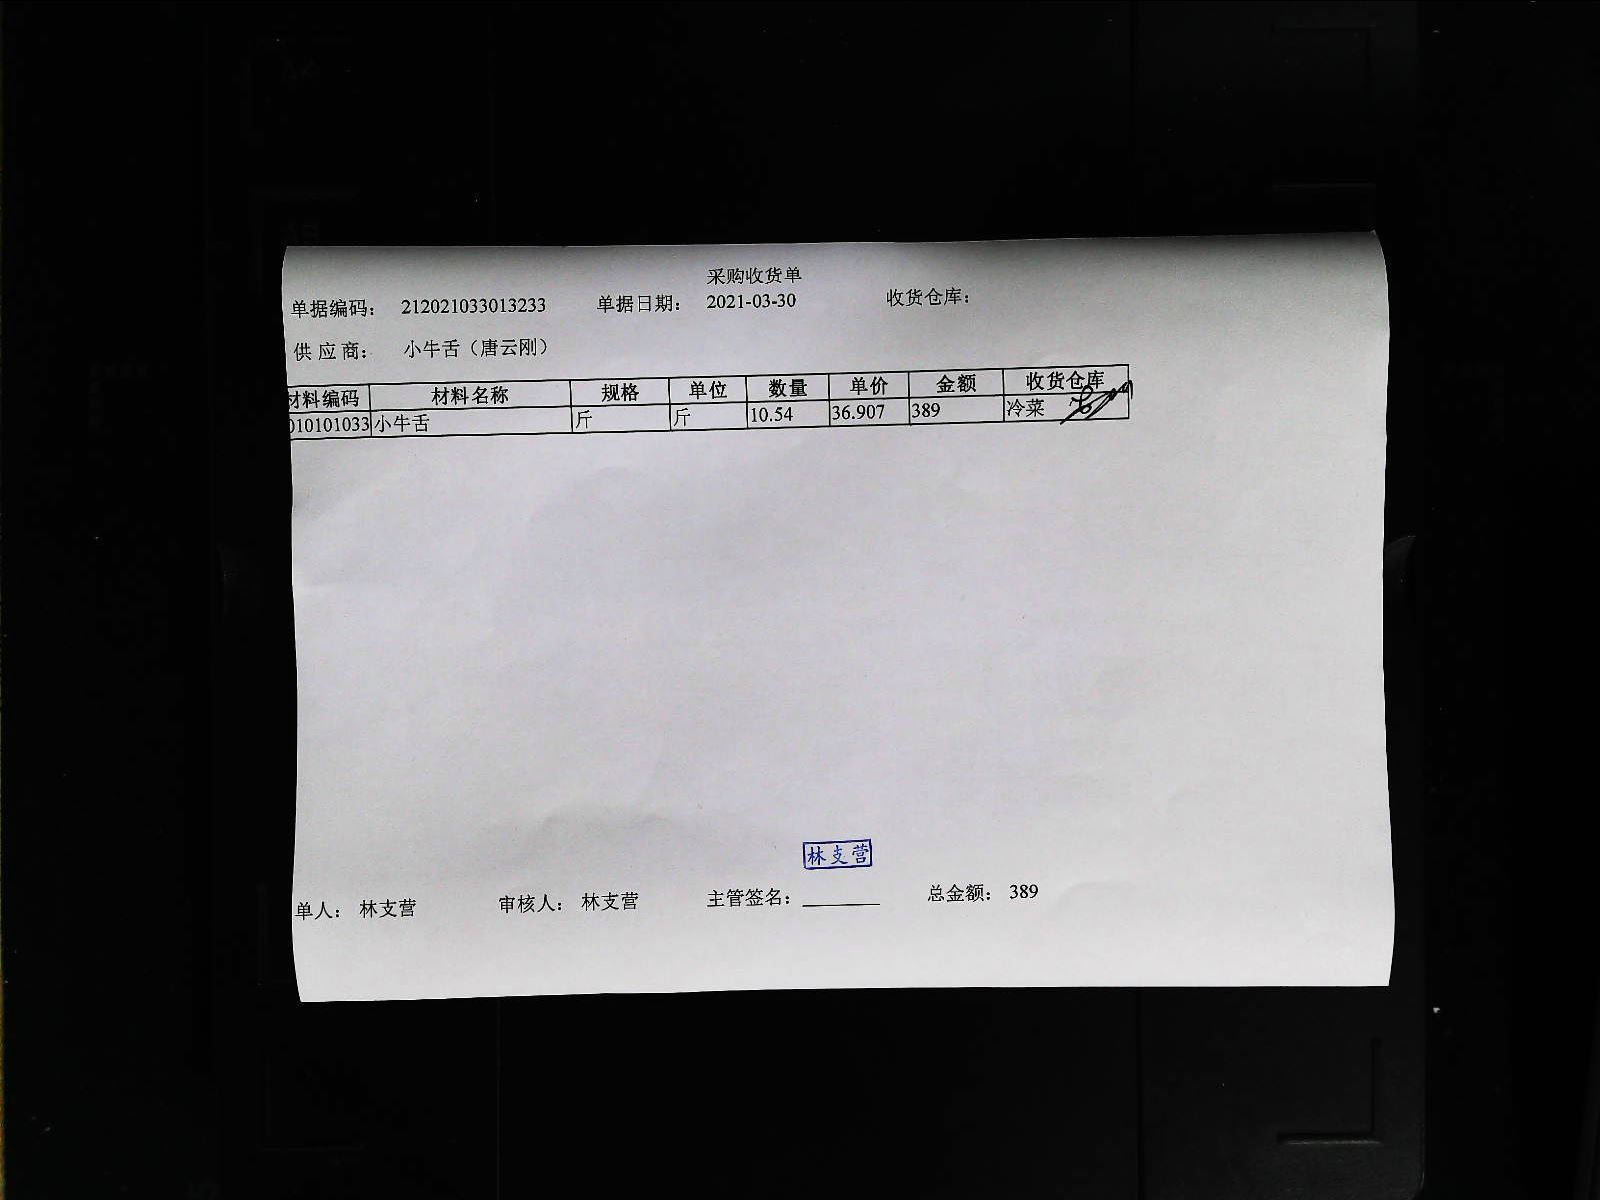 采购收货单
单据编码： 212021033013233 单据日期： 2021-03-30 收货仓库：
供应商： 小牛舌（唐云刚）
材料编码 材料名称 规格 单位 数量 单价 金额 收货仓库
010101033 小牛舌 斤 斤 10.54 36.907 389 冷菜
林支营
单人： 林支营 审核人： 林支营 主管签名： 总金额： 389